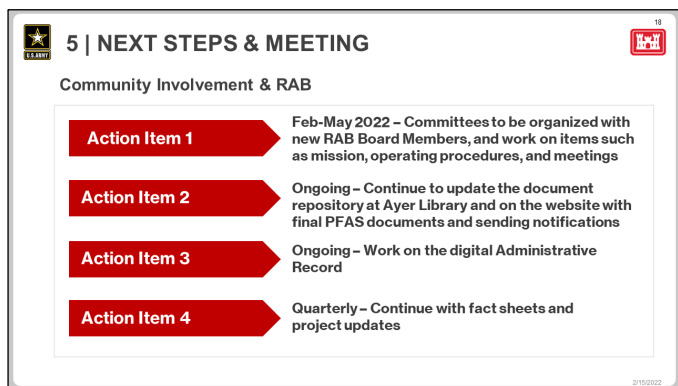 18
U.S. ARMY
5 | NEXT STEPS & MEETING
Community Involvement & RAB
Action Item 1
Feb-May 2022 – Committees to be organized with
new RAB Board Members, and work on items such
as mission, operating procedures, and meetings
Action Item 2
Ongoing – Continue to update the document
repository at Ayer Library and on the website with
final PFAS documents and sending notifications
Action Item 3
Ongoing – Work on the digital Administrative
Record
Action Item 4
Quarterly – Continue with fact sheets and
project updates
2/15/2022